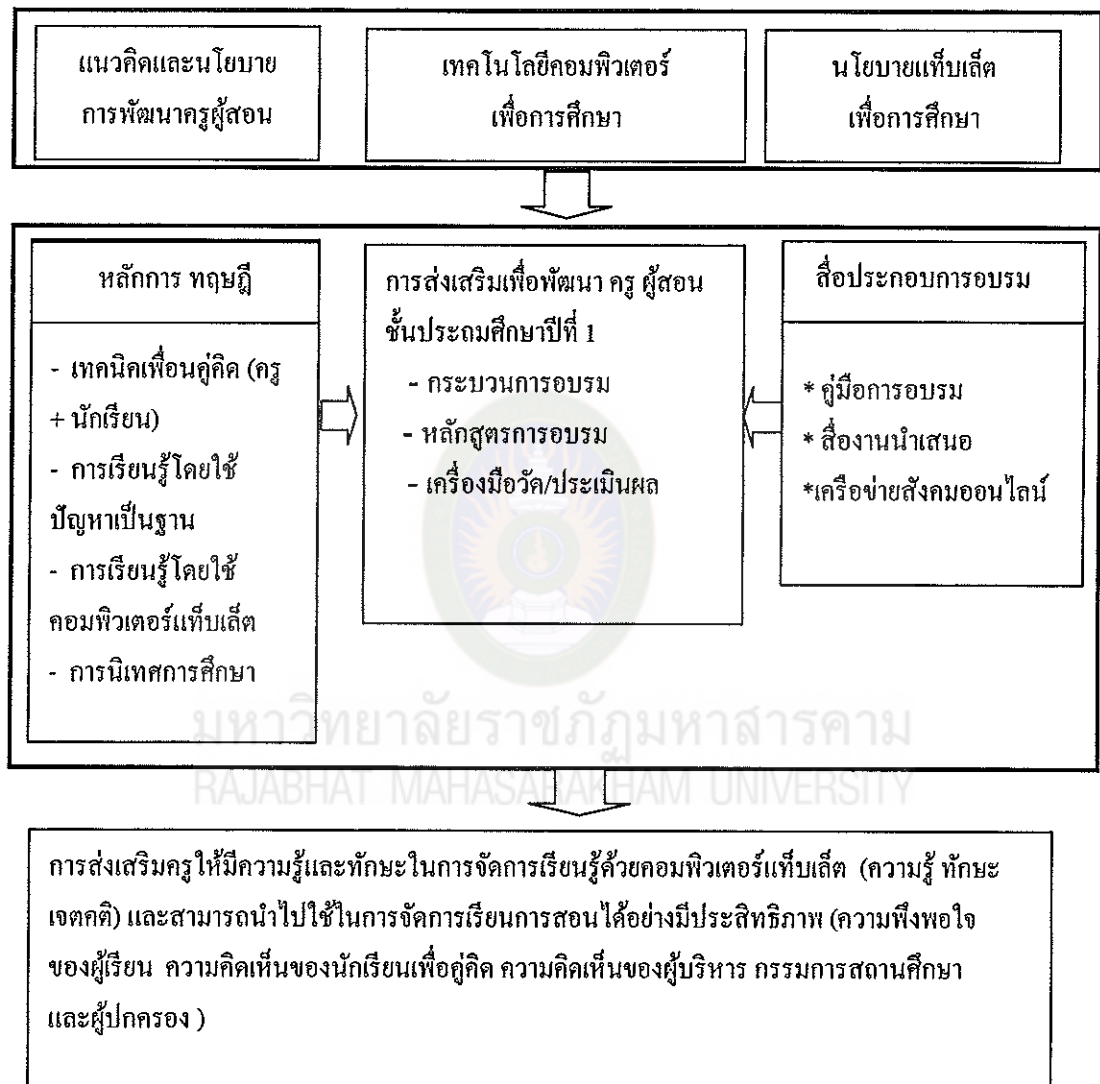 แนวคิดและนโยบาย
การพัฒนาครูผู้สอน
เทคโนโลยีคอมพิวเตอร์
เพื่อการศึกษา
นโยบายแท็บเล็ต
เพื่อการศึกษา
หลักการ ทฤษฎี
- เทคนิคเพื่อนคู่คิด (ครู
+ นักเรียน)
- การเรียนรู้โดยใช้
ปัญหาเป็นฐาน
- การเรียนรู้โดยใช้
คอมพิวเตอร์แท็บเล็ต
- การนิเทศการศึกษา
การส่งเสริมเพื่อพัฒนา ครู ผู้สอน
ชั้นประถมศึกษาปีที่ 1
- กระบวนการอบรม
- หลักสูตรการอบรม
- เครื่องมือวัด/ประเมินผล
สื่อประกอบการอบรม
* คู่มือการอบรม
* สื่องานนำเสนอ
*เครือข่ายสังคมออนไลน์
มหาวิทยาลัยราชภัฏมหาสารคาม
RAJABHAT MAHASARAKHAM UNIVERSITY
การส่งเสริมครูให้มีความรู้และทักษะในการจัดการเรียนรู้ด้วยคอมพิวเตอร์แท็บเล็ต (ความรู้ ทักษะ
เจตคติ) และสามารถนำไปใช้ในการจัดการเรียนการสอนได้อย่างมีประสิทธิภาพ (ความพึงพอใจ
ของผู้เรียน ความคิดเห็นของนักเรียนเพื่อคู่คิด ความคิดเห็นของผู้บริหาร กรรมการสถานศึกษา
และผู้ปกครอง )